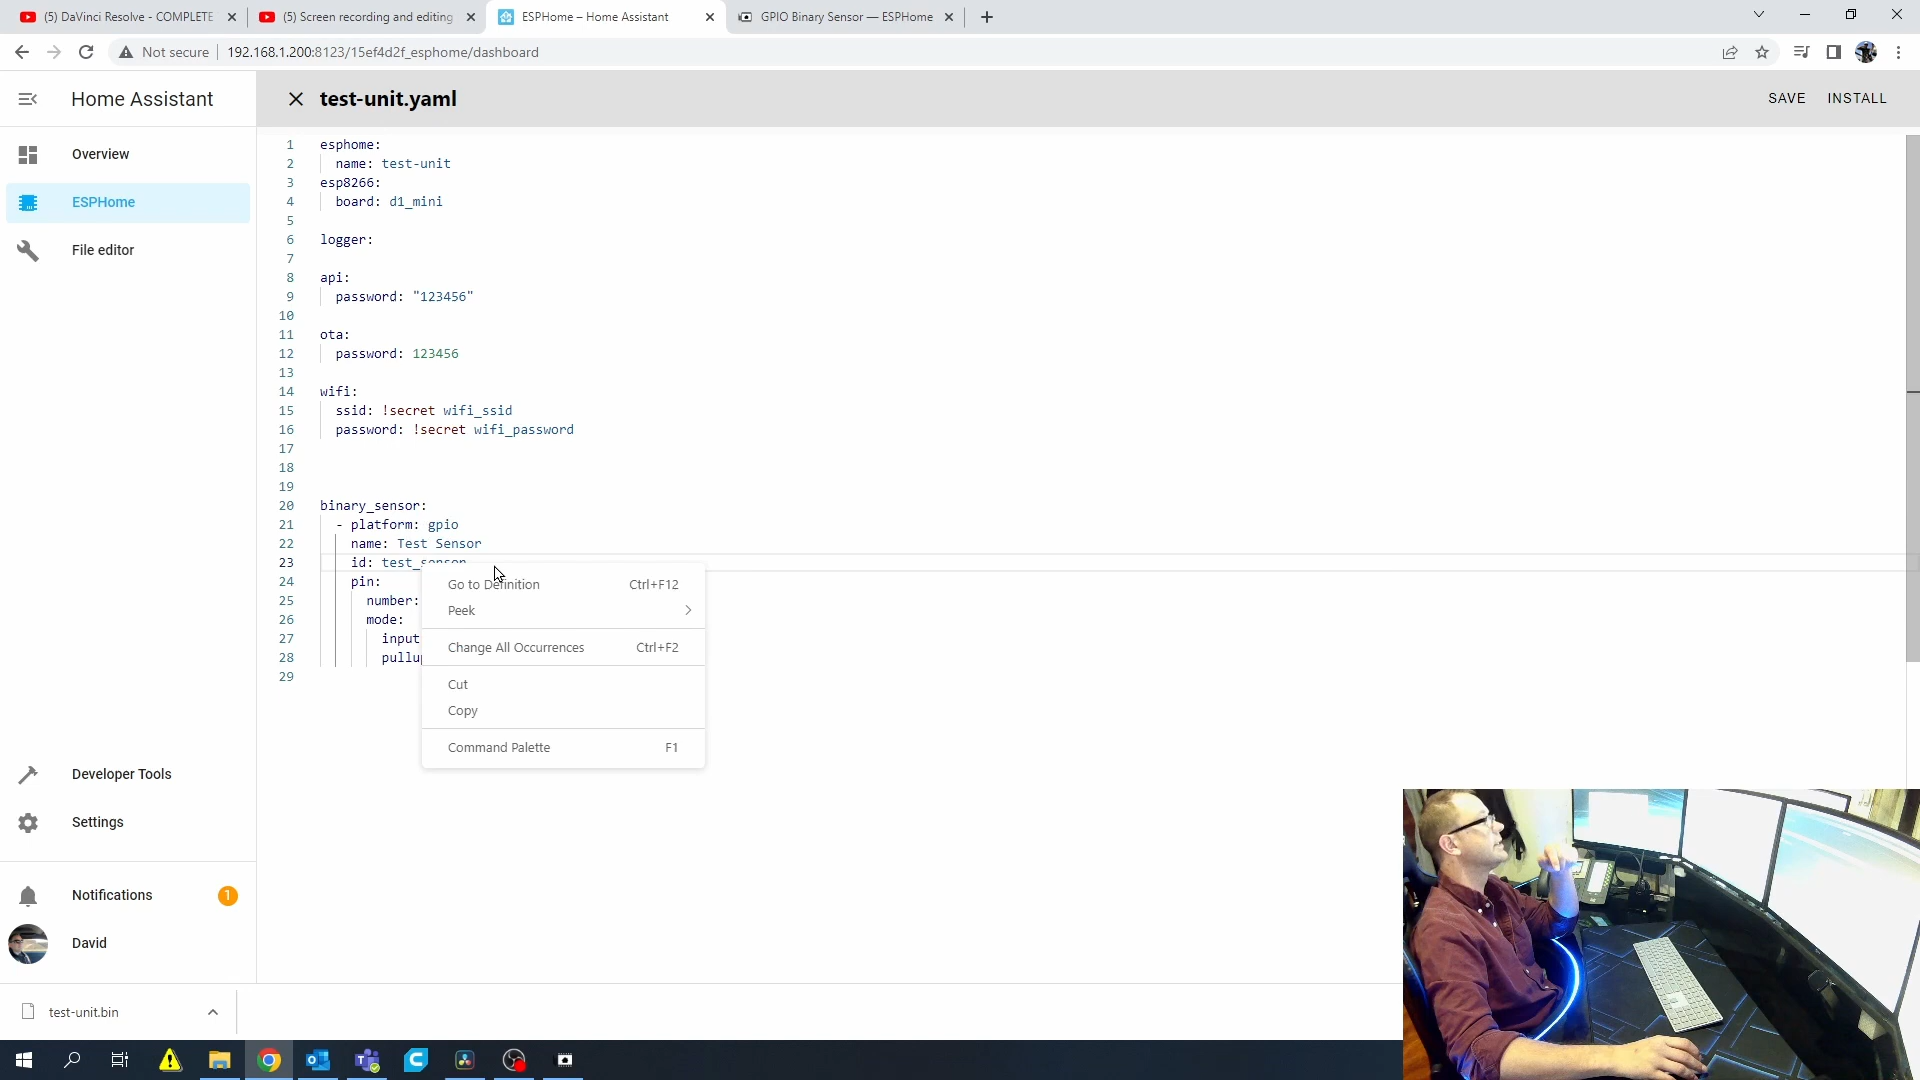 (5) DaVinci Resolve - COMPLETE
(5) Screen recording and editing
ESPHome – Home Assistant
GPIO Binary Sensor — ESPHome
Not secure
192.168.1.200:8123/15ef4d2f_esphome/dashboard
Home Assistant
test-unit.yaml
SAVE
INSTALL
Overview
ESPHome
File editor
Developer Tools
Settings
Notifications
1
David
1 esphome:
2 name: test-unit
3 esp8266:
4 board: d1_mini
5
6 logger:
7
8 api:
9 password: "123456"
10
11 ota:
12 password: 123456
13
14 wifi:
15 ssid: !secret wifi_ssid
16 password: !secret wifi_password
17
18
19
20 binary_sensor:
21 - platform: gpio
22 name: Test Sensor
23 id: test_sensor
24 pin:
25 number:
26 mode:
27 input
28 pullup
29
Go to Definition Ctrl+F12
Peek
Change All Occurrences Ctrl+F2
Cut
Copy
Command Palette F1
test-unit.bin